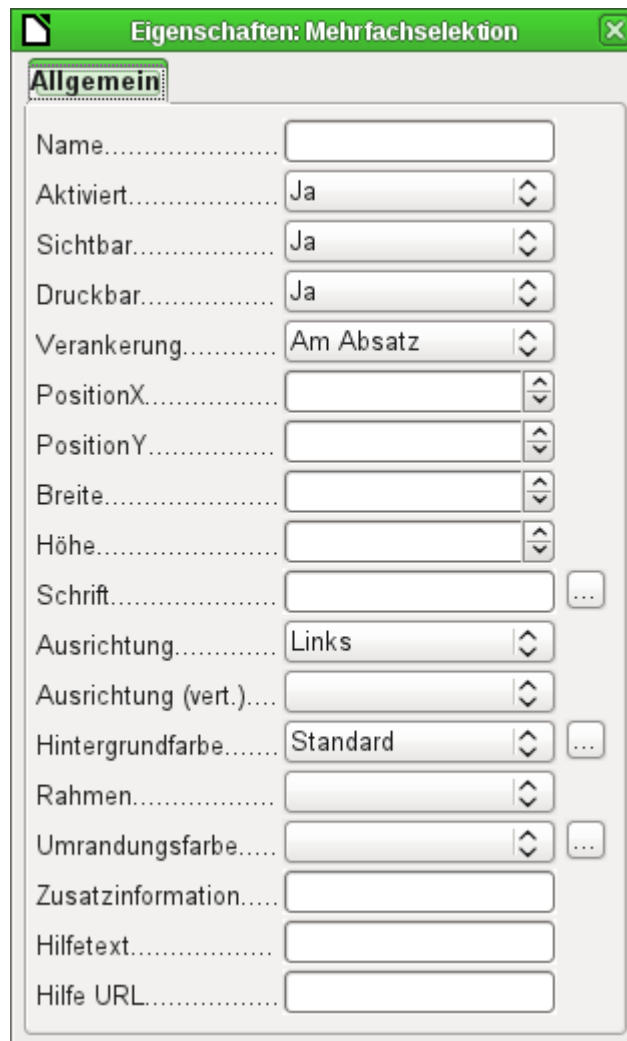 Eigenschaften: Mehrfachselektion
Allgemein
Name.....................
Aktiviert................... Ja
Sichtbar.................. Ja
Druckbar................. Ja
Verankerung............ Am Absatz
PositionX.................
PositionY.................
Breite......................
Höhe.......................
Schrift..................... ...
Ausrichtung............. Links
Ausrichtung (vert.)....
Hintergrundfarbe....... Standard ...
Rahmen..................
Umrandungsfarbe..... ...
Zusatzinformation.....
Hilfetext..................
Hilfe URL.................